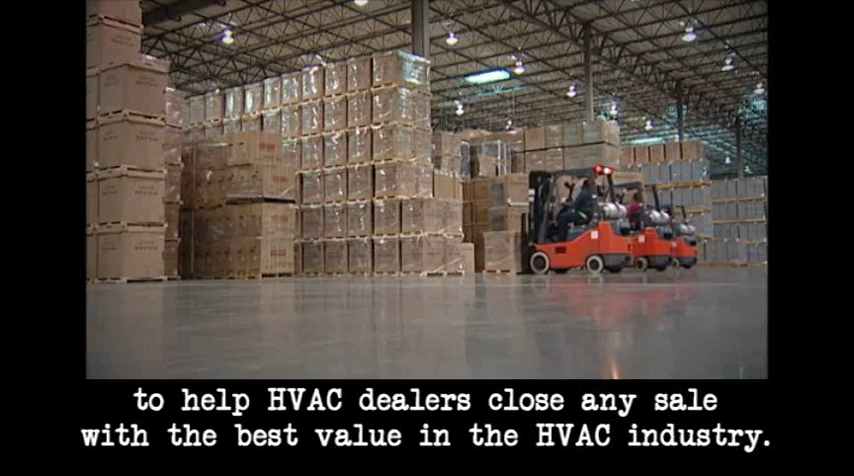 to help HVAC dealers close any sale
with the best value in the HVAC industry.